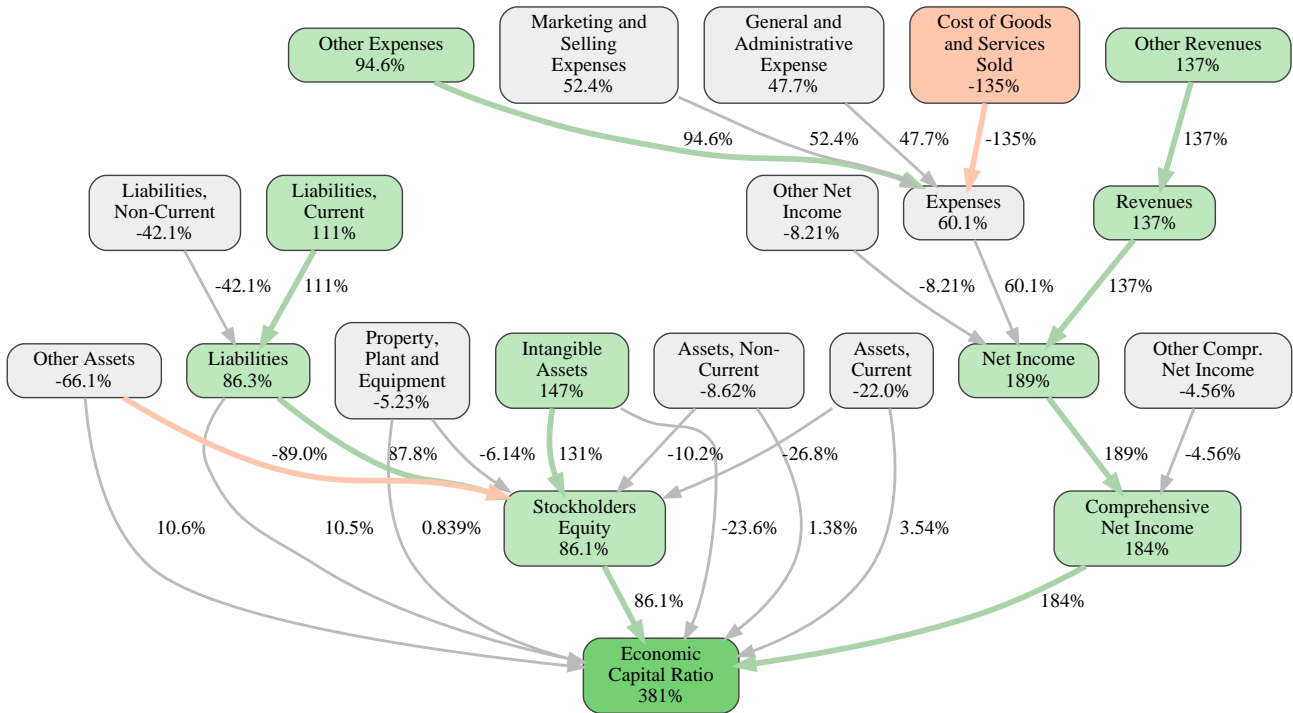 Other Expenses
94.6%
Marketing and
Selling
Expenses
52.4%
General and
Administrative
Expense
47.7%
Cost of Goods
and Services
Sold
-135%
Other Revenues
137%
94.6%
52.4%
47.7%
-135%
137%
Liabilities,
Non-Current
-42.1%
Liabilities,
Current
111%
Other Net
Income
-8.21%
Expenses
60.1%
Revenues
137%
-42.1%
111%
-8.21%
60.1%
137%
Other Assets
-66.1%
Liabilities
86.3%
Property,
Plant and
Equipment
-5.23%
Intangible
Assets
147%
Assets, Non-
Current
-8.62%
Assets,
Current
-22.0%
Net Income
189%
Other Compr.
Net Income
-4.56%
-89.0%
87.8%
-6.14%
131%
-10.2%
-26.8%
189%
-4.56%
Stockholders
Equity
86.1%
Comprehensive
Net Income
184%
10.6%
10.5%
0.839%
-23.6%
1.38%
3.54%
86.1%
184%
Economic
Capital Ratio
381%